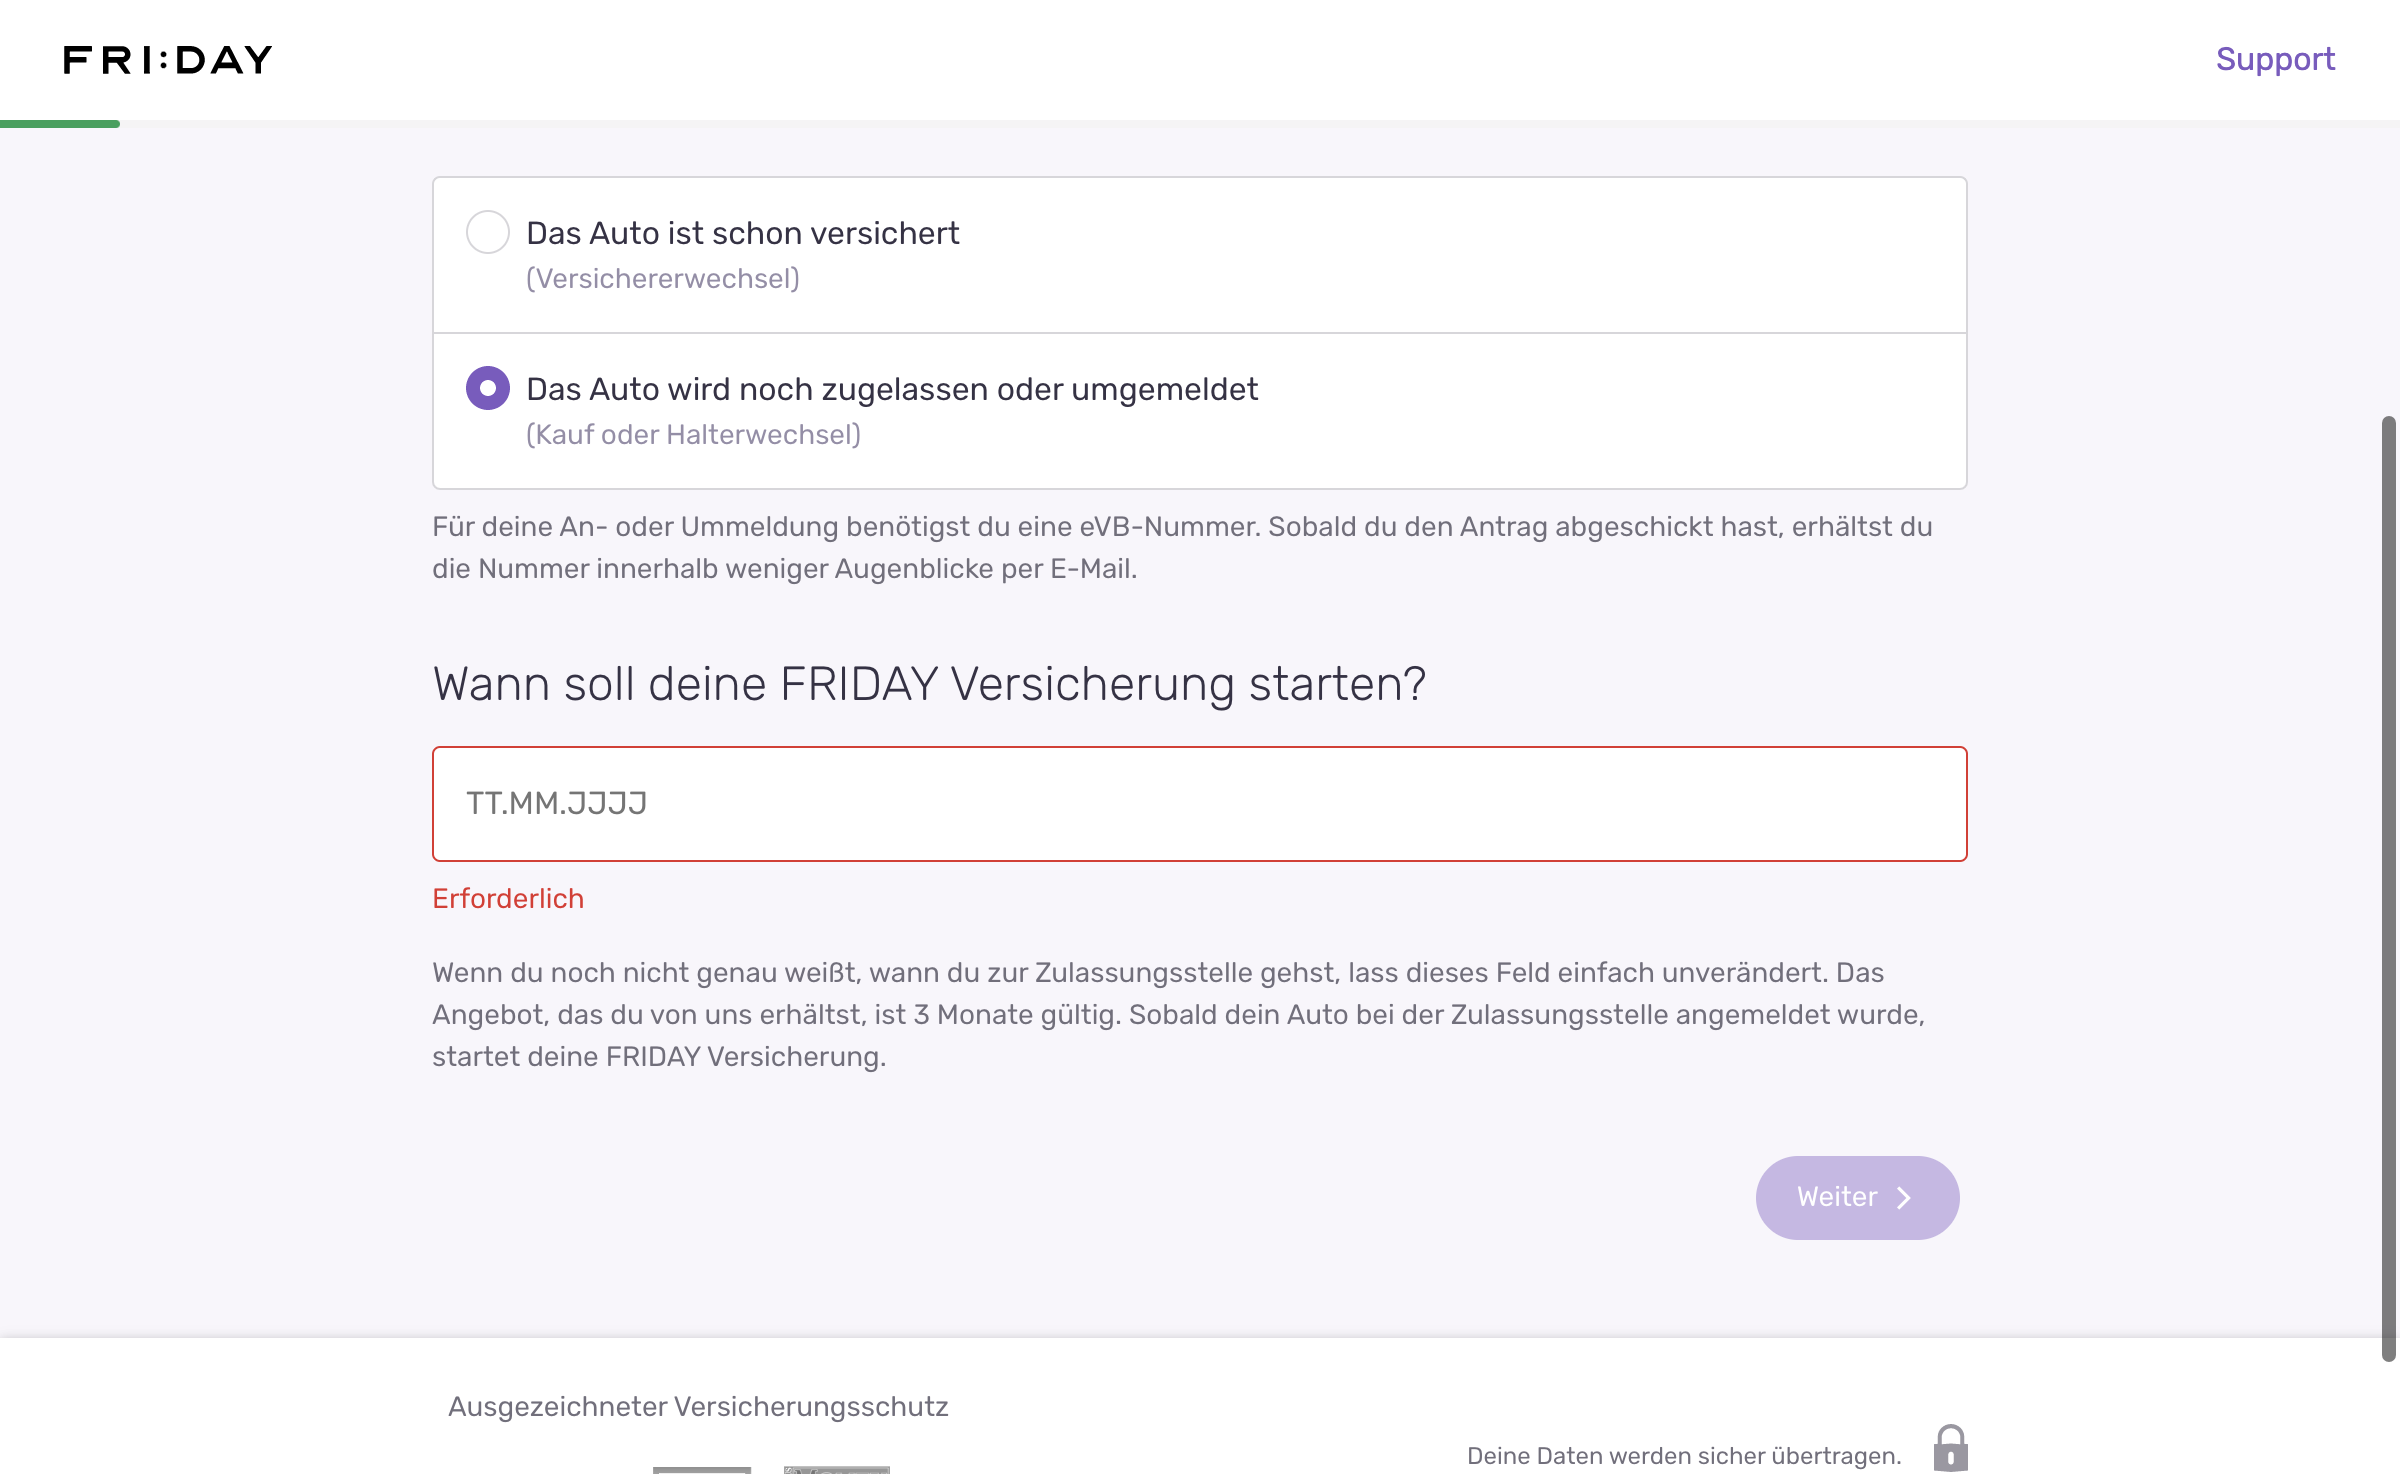 FRI:DAY
Support
Das Auto ist schon versichert
(Versichererwechsel)
Das Auto wird noch zugelassen oder umgemeldet
(Kauf oder Halterwechsel)
Für deine An- oder Ummeldung benötigst du eine eVB-Nummer. Sobald du den Antrag abgeschickt hast, erhältst du
die Nummer innerhalb weniger Augenblicke per E-Mail.
Wann soll deine FRIDAY Versicherung starten?
TT.MM.JJJJ
Erforderlich
Wenn du noch nicht genau weißt, wann du zur Zulassungsstelle gehst, lass dieses Feld einfach unverändert. Das
Angebot, das du von uns erhältst, ist 3 Monate gültig. Sobald dein Auto bei der Zulassungsstelle angemeldet wurde,
startet deine FRIDAY Versicherung.
Weiter
Ausgezeichneter Versicherungsschutz
Deine Daten werden sicher übertragen.